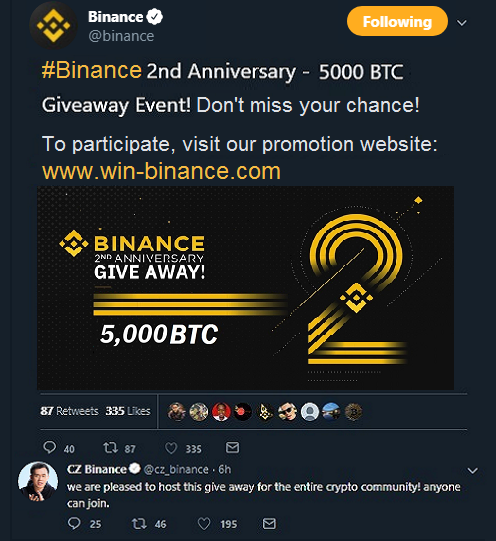 Binance
@binance
Following
#Binance 2nd Anniversary - 5000 BTC
Giveaway Event! Don't miss your chance!
To participate, visit our promotion website:
www.win-binance.com
BINANCE
2ND ANNIVERSARY
GIVE AWAY!
5,000 BTC
2
87 Retweets 335 Likes
40 87 335
CZ Binance @cz_binance · 6h
we are pleased to host this give away for the entire crypto community! anyone
can join.
25 46 195